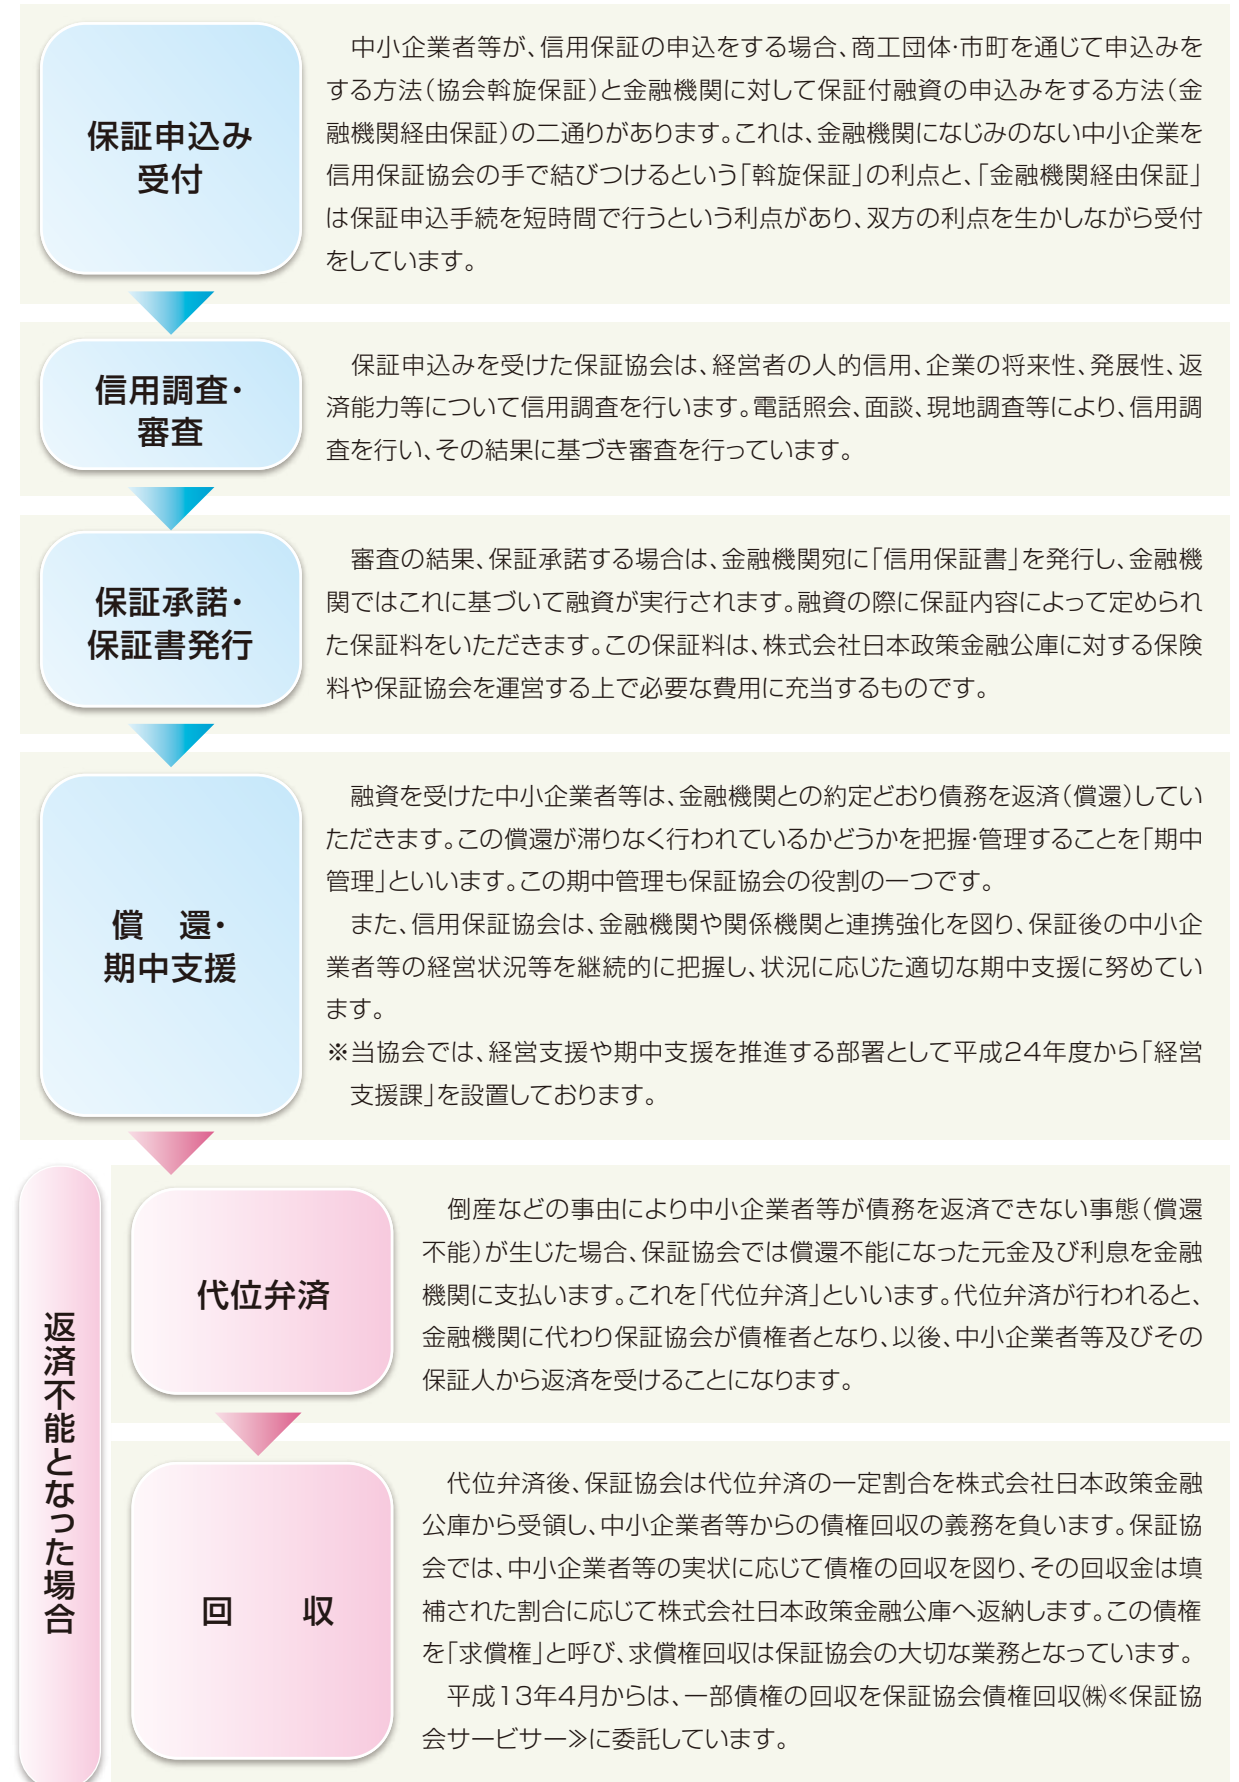 保証申込み
受付
中小企業者等が、信用保証の申込をする場合、商工団体・市町を通じて申込みを
する方法（協会斡旋保証）と金融機関に対して保証付融資の申込みをする方法（金
融機関経由保証）の二通りがあります。これは、金融機関になじみのない中小企業を
信用保証協会の手で結びつけるという「斡旋保証」の利点と、「金融機関経由保証」
は保証申込手続を短時間で行うという利点があり、双方の利点を生かしながら受付
をしています。
信用調査・
審査
保証申込みを受けた保証協会は、経営者の人的信用、企業の将来性、発展性、返
済能力等について信用調査を行います。電話照会、面談、現地調査等により、信用調
査を行い、その結果に基づき審査を行っています。
保証承諾・
保証書発行
審査の結果、保証承諾する場合は、金融機関宛に「信用保証書」を発行し、金融機
関ではこれに基づいて融資が実行されます。融資の際に保証内容によって定められ
た保証料をいただきます。この保証料は、株式会社日本政策金融公庫に対する保険
料や保証協会を運営する上で必要な費用に充当するものです。
償　還・
期中支援
融資を受けた中小企業者等は、金融機関との約定どおり債務を返済（償還）してい
ただきます。この償還が滞りなく行われているかどうかを把握・管理することを「期中
管理」といいます。この期中管理も保証協会の役割の一つです。
また、信用保証協会は、金融機関や関係機関と連携強化を図り、保証後の中小企
業者等の経営状況等を継続的に把握し、状況に応じた適切な期中支援に努めてい
ます。
※当協会では、経営支援や期中支援を推進する部署として平成24年度から「経営
支援課」を設置しております。
返済不能となった場合
代位弁済
倒産などの事由により中小企業者等が債務を返済できない事態（償還
不能）が生じた場合、保証協会では償還不能になった元金及び利息を金融
機関に支払います。これを「代位弁済」といいます。代位弁済が行われると、
金融機関に代わり保証協会が債権者となり、以後、中小企業者等及びその
保証人から返済を受けることになります。
回　収
代位弁済後、保証協会は代位弁済の一定割合を株式会社日本政策金融
公庫から受領し、中小企業者等からの債権回収の義務を負います。保証協
会では、中小企業者等の実状に応じて債権の回収を図り、その回収金は填
補された割合に応じて株式会社日本政策金融公庫へ返納します。この債権
を「求償権」と呼び、求償権回収は保証協会の大切な業務となっています。
平成13年4月からは、一部債権の回収を保証協会債権回収㈱≪保証協
会サービサー≫に委託しています。